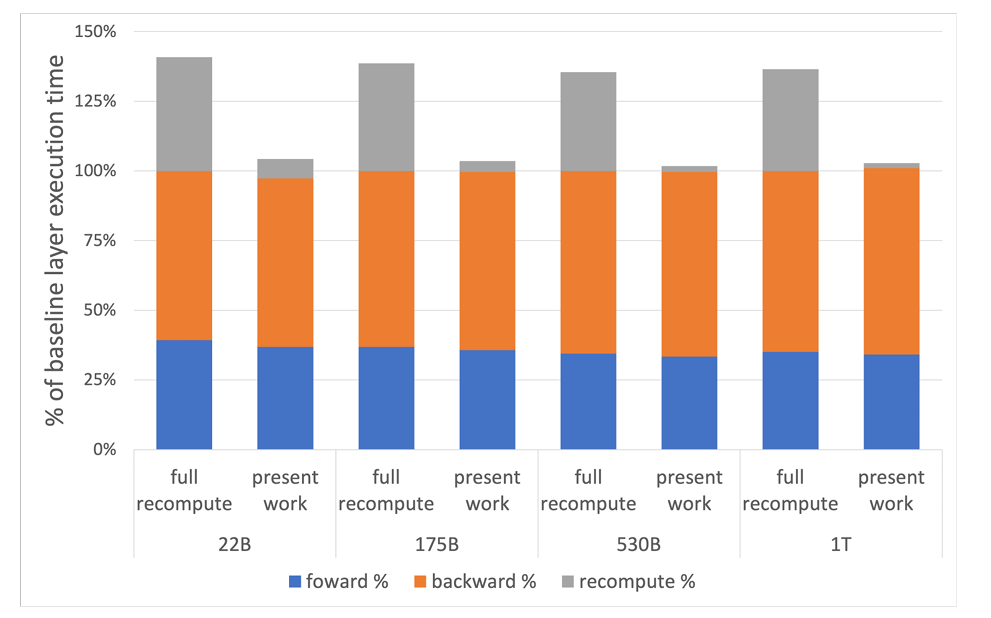 % of baseline layer execution time
150%
125%
100%
75%
50%
25%
0%
full recompute
present work
full recompute
present work
full recompute
present work
full recompute
present work
22B
175B
530B
1T
foward %
backward %
recompute %